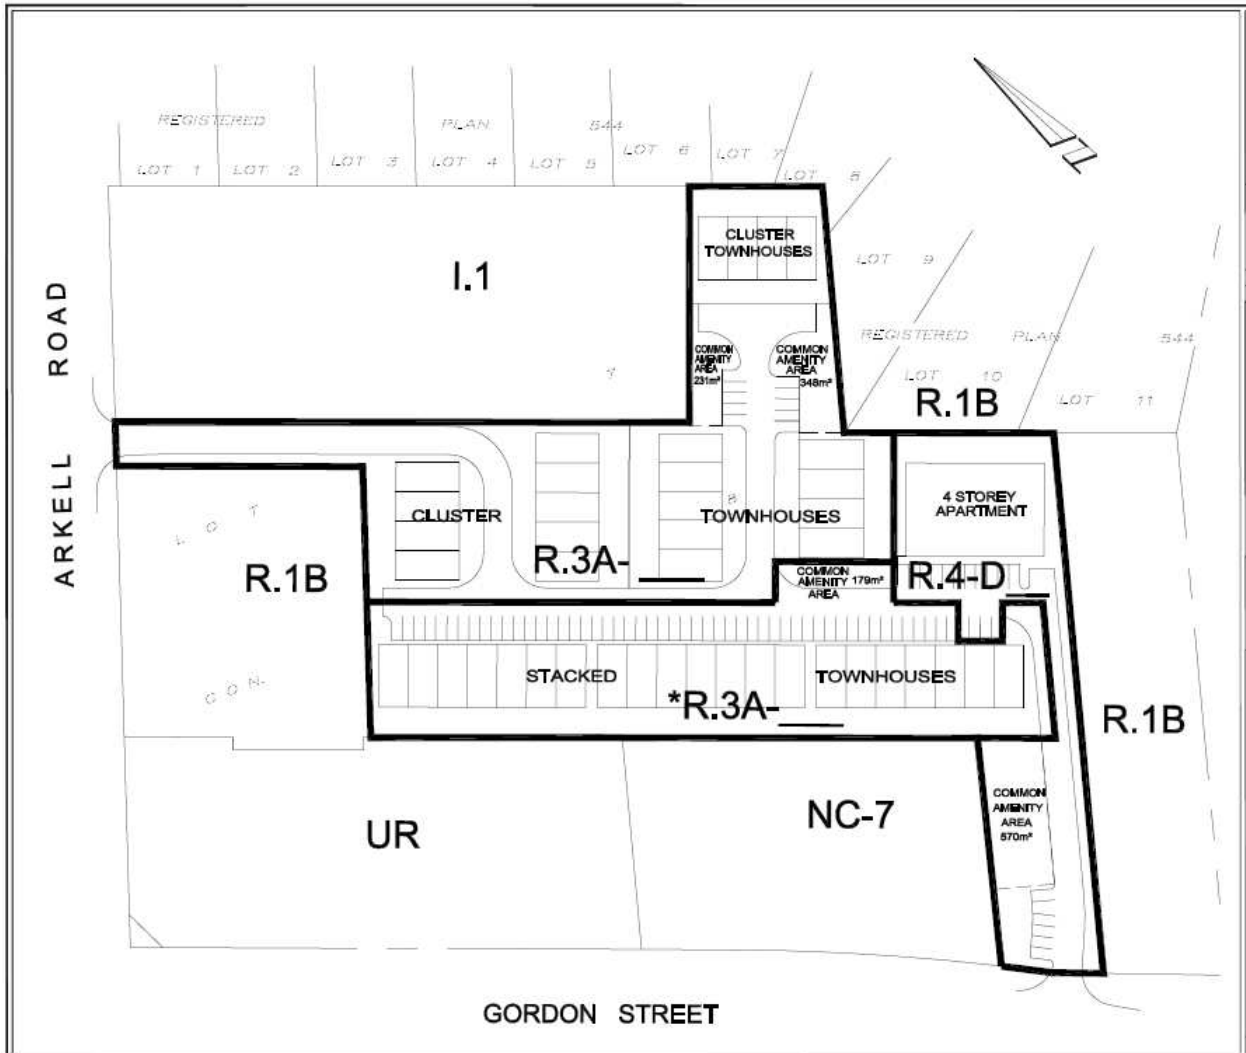 REGISTERED PLAN 544
LOT 1 LOT 2 LOT 3 LOT 4 LOT 5 LOT 6 LOT 7
LOT 8
CLUSTER
TOWNHOUSES
LOT 9
I.1
ARKELL ROAD
REGISTERED PLAN 544
COMMON
AMENITY
AREA
231m²
COMMON
AMENITY
AREA
348m²
LOT 10
LOT 11
R.1B
8
4 STOREY
APARTMENT
CLUSTER TOWNHOUSES
LOT
R.3A-
R.1B
COMMON
AMENITY 179m²
AREA
R.4-D
STACKED TOWNHOUSES
CON.
*R.3A-
R.1B
UR
NC-7
COMMON
AMENITY
AREA
570m²
GORDON STREET